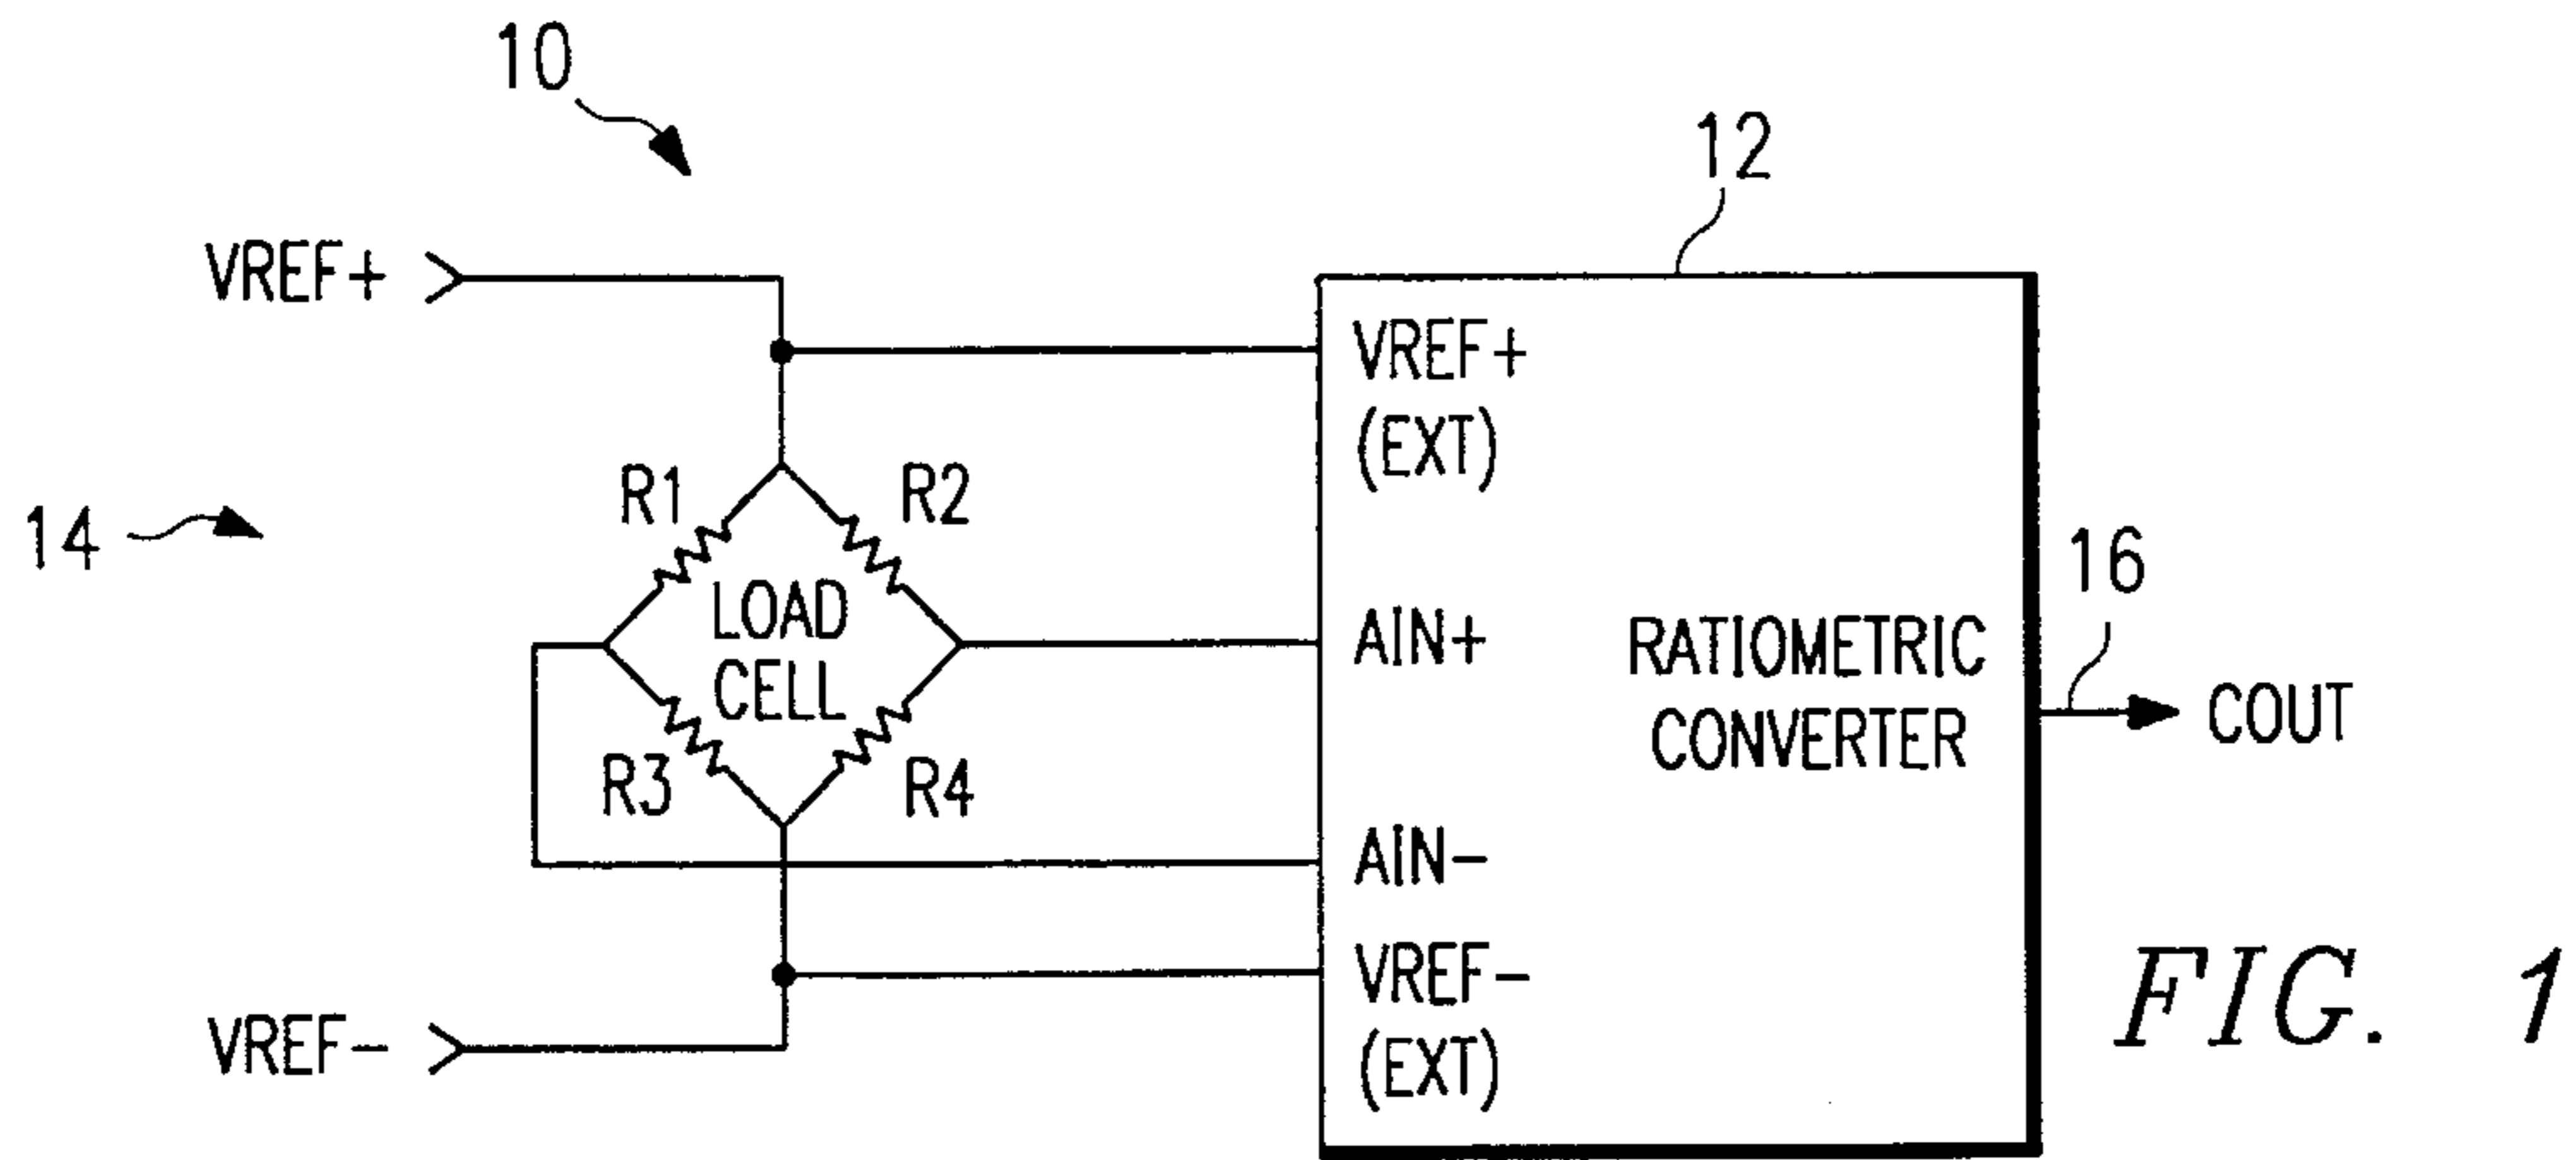 10
12
VREF+
VREF+
(EXT)
R1
R2
14
LOAD
CELL
AIN+
RATIOMETRIC
CONVERTER
16
COUT
R3
R4
AIN-
VREF-
(EXT)
VREF-
FIG. 1